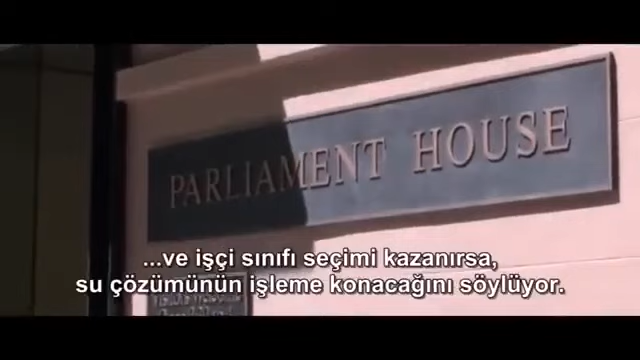 PARLIAMENT HOUSE
...ve işçi sınıfı seçimi kazanırsa,
su çözümünün işleme konacağını söylüyor.